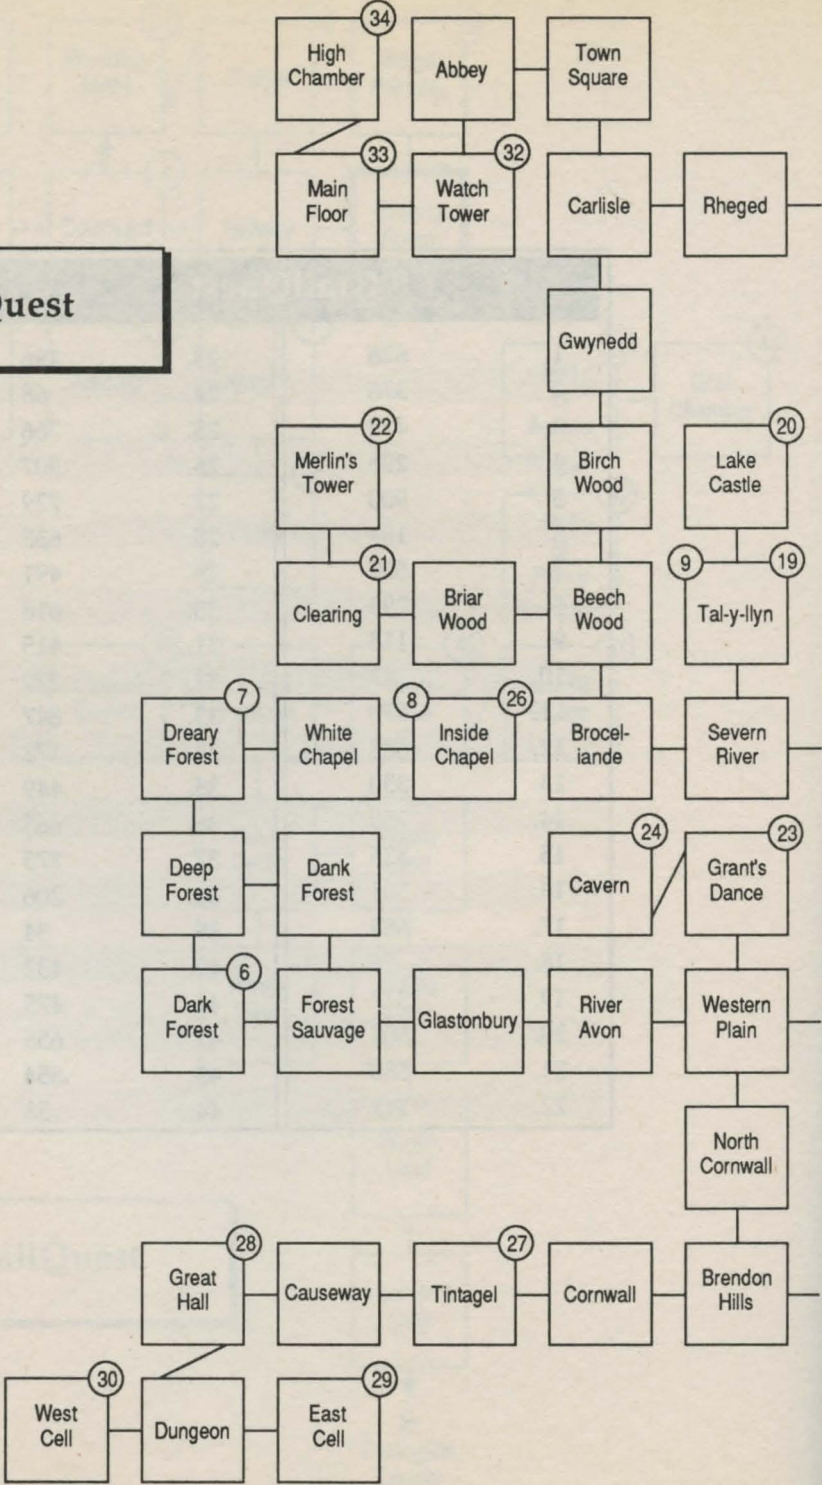 34
High
Chamber
Abbey
Town
Square
33
Main
Floor
32
Watch
Tower
Carlisle
Rheged
Quest
Gwynedd
22
Merlin's
Tower
Birch
Wood
20
Lake
Castle
21
Clearing
Briar
Wood
Beech
Wood
9
19
Tal-y-llyn
7
Dreary
Forest
White
Chapel
8
26
Inside
Chapel
Brocel-
iande
Severn
River
Deep
Forest
Dank
Forest
24
Cavern
23
Grant's
Dance
6
Dark
Forest
Forest
Sauvage
Glastonbury
River
Avon
Western
Plain
North
Cornwall
28
Great
Hall
Causeway
27
Tintagel
Cornwall
Brendon
Hills
30
West
Cell
Dungeon
29
East
Cell